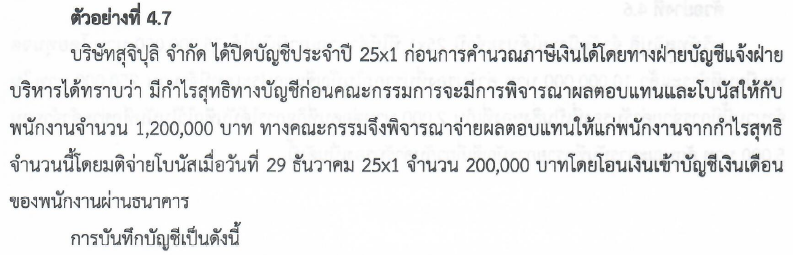 ตัวอย่างที่ 4.7
บริษัทสุจิปุลิ จำกัด ได้ปิดบัญชีประจำปี 25x1 ก่อนการคำนวณภาษีเงินได้โดยทางฝ่ายบัญชีแจ้งฝ่าย
บริหารได้ทราบว่า มีกำไรสุทธิทางบัญชีก่อนคณะกรรมการจะมีการพิจารณาผลตอบแทนและโบนัสให้กับ
พนักงานจำนวน 1,200,000 บาท ทางคณะกรรมจึงพิจารณาจ่ายผลตอบแทนให้แก่พนักงานจากกำไรสุทธิ
จำนวนนี้โดยมติจ่ายโบนัสเมื่อวันที่ 29 ธันวาคม 25x1 จำนวน 200,000 บาทโดยโอนเงินเข้าบัญชีเงินเดือน
ของพนักงานผ่านธนาคาร
การบันทึกบัญชีเป็นดังนี้